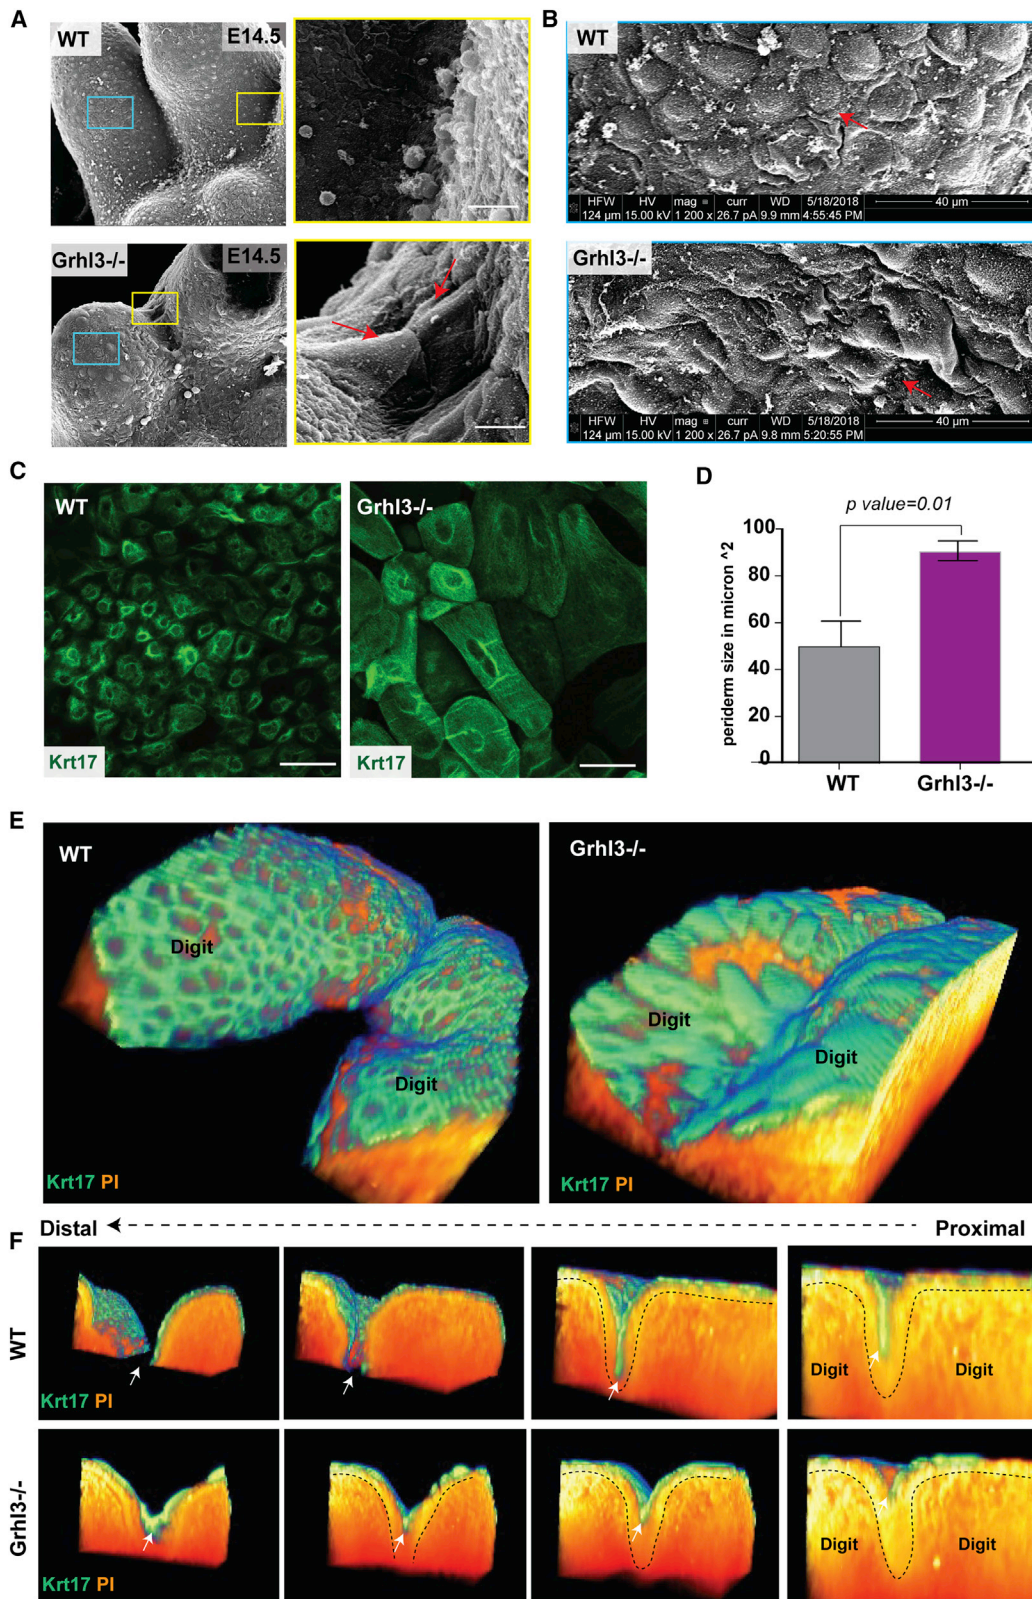 A
WT
E14.5
Grhl3-/-
E14.5
B
WT
HFW HV mag curr WD 5/18/2018 40 µm
124 µm 15.00 kV 1 200 x 26.7 pA 9.9 mm 4:55:45 PM
Grhl3-/-
HFW HV mag curr WD 5/18/2018 40 µm
124 µm 15.00 kV 1 200 x 26.7 pA 9.8 mm 5:20:55 PM
C
WT
Krt17
Grhl3-/-
Krt17
D
p value=0.01
periderm size in micron ^2
100
80
60
40
20
0
WT
Grhl3-/-
E
WT
Digit
Digit
Krt17 PI
Grhl3-/-
Digit
Digit
Krt17 PI
Distal
Proximal
F
WT
Krt17 PI
Digit
Digit
Grhl3-/-
Krt17 PI
Digit
Digit